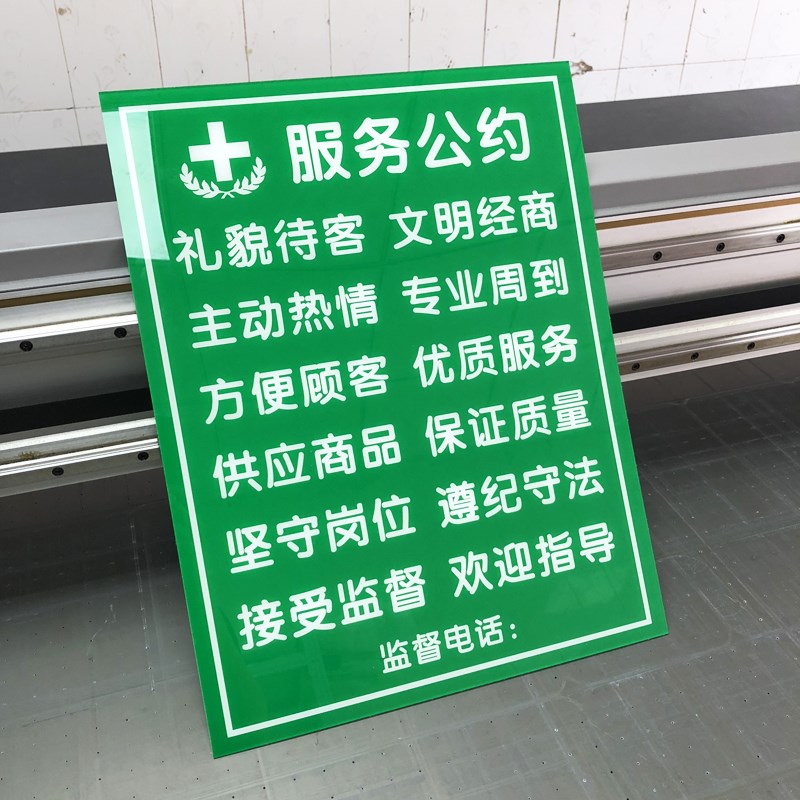 服务公约
礼貌待客 文明经商
主动热情 专业周到
方便顾客 优质服务
供应商品 保证质量
坚守岗位 遵纪守法
接受监督 欢迎指导
监督电话：